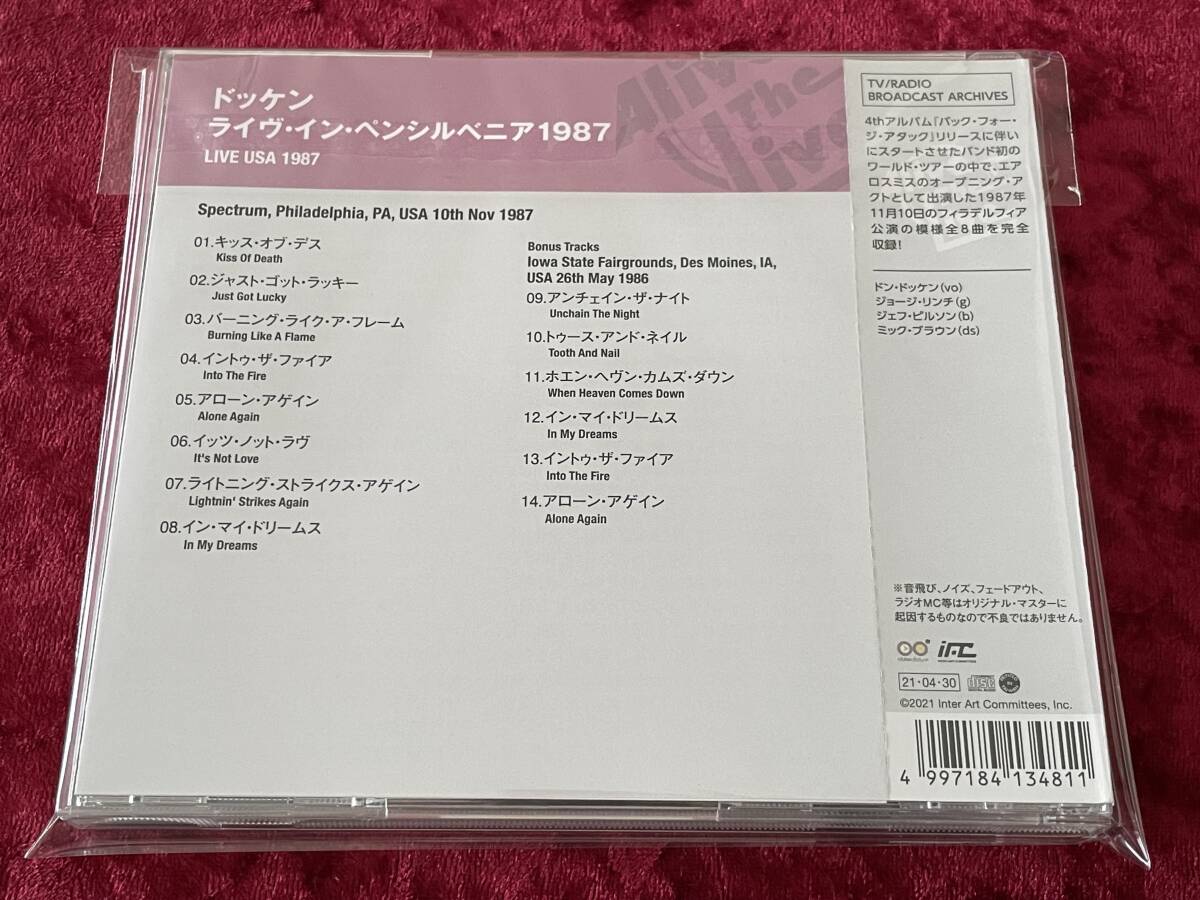 ドッケン
ライヴ・イン・ペンシルベニア1987
LIVE USA 1987
Alive The Live
Spectrum, Philadelphia, PA, USA 10th Nov 1987
01.キッス・オブ・デス
Kiss Of Death
02.ジャスト・ゴット・ラッキー
Just Got Lucky
03.バーニング・ライク・ア・フレーム
Burning Like A Flame
04.イントゥ・ザ・ファイア
Into The Fire
05.アローン・アゲイン
Alone Again
06.イッツ・ノット・ラヴ
It's Not Love
07.ライトニング・ストライクス・アゲイン
Lightnin' Strikes Again
08.イン・マイ・ドリームス
In My Dreams
Bonus Tracks
Iowa State Fairgrounds, Des Moines, IA,
USA 26th May 1986
09.アンチェイン・ザ・ナイト
Unchain The Night
10.トゥース・アンド・ネイル
Tooth And Nail
11.ホエン・ヘヴン・カムズ・ダウン
When Heaven Comes Down
12.イン・マイ・ドリームス
In My Dreams
13.イントゥ・ザ・ファイア
Into The Fire
14.アローン・アゲイン
Alone Again
TV/RADIO
BROADCAST ARCHIVES
4thアルバム『バック・フォー・
ジ・アタック』リリースに伴い
にスタートさせたバンド初の
ワールド・ツアーの中で、エア
ロスミスのオープニング・ア
クトとして出演した1987年
11月10日のフィラデルフィア
公演の模様全8曲を完全
収録!
ドン・ドッケン(vo)
ジョージ・リンチ(g)
ジェフ・ピルソン(b)
ミック・ブラウン(ds)
※音飛び、ノイズ、フェードアウト、
ラジオMC等はオリジナル・マスターに
起因するものなので不良ではありません。
IAC
21・04・30
disc
©2021 Inter Art Committees, Inc.
4 997184 134811